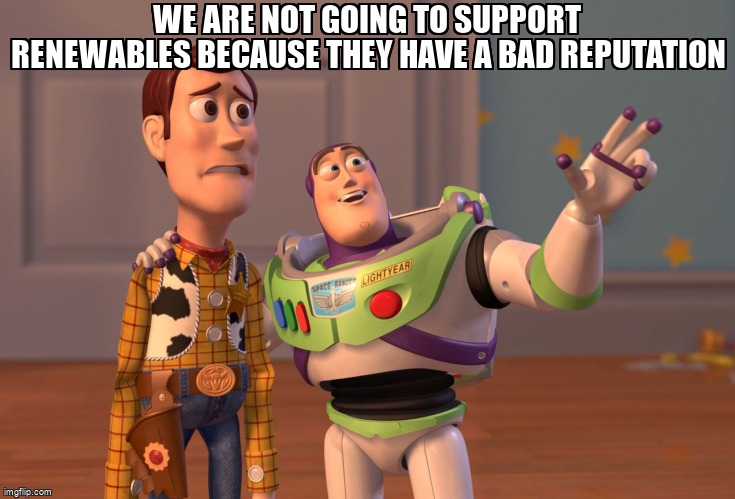 WE ARE NOT GOING TO SUPPORT
RENEWABLES BECAUSE THEY HAVE A BAD REPUTATION
SPACE RANGER
LIGHTYEAR
imgflip.com